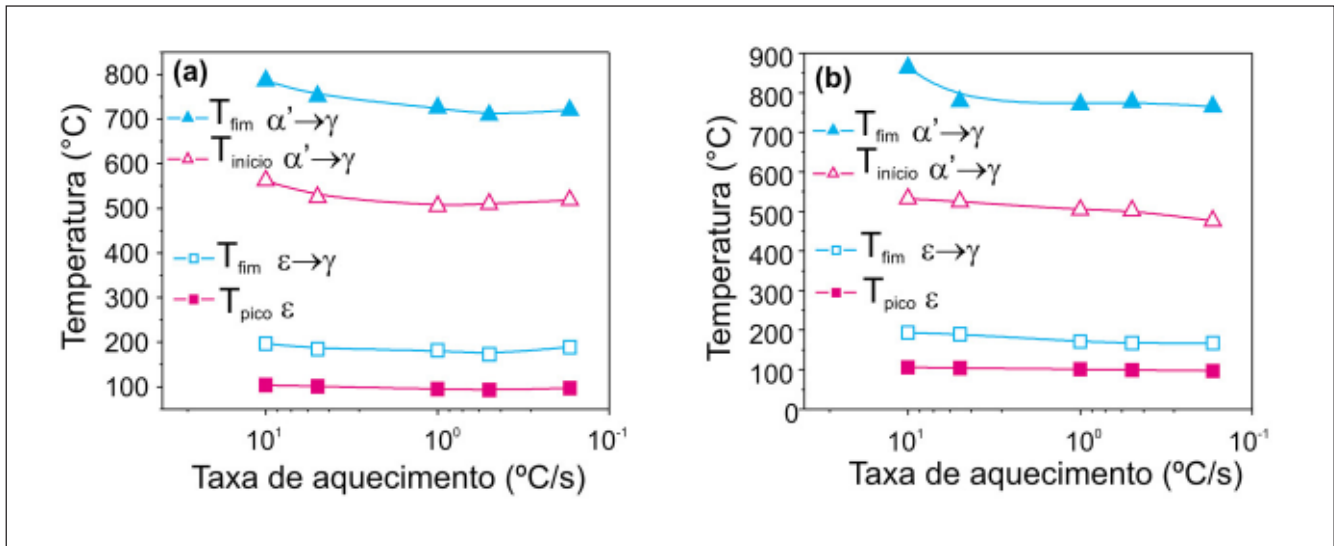 (a)
T fim α'→γ
T início α'→γ
T fim ε→γ
T pico ε
800
700
600
500
400
300
200
100
Temperatura (°C)
10¹
10⁰
10⁻¹
Taxa de aquecimento (ºC/s)
(b)
T fim α'→γ
T início α'→γ
T fim ε→γ
T pico ε
900
800
700
600
500
400
300
200
100
0
Temperatura (°C)
10¹
10⁰
10⁻¹
Taxa de aquecimento (ºC/s)